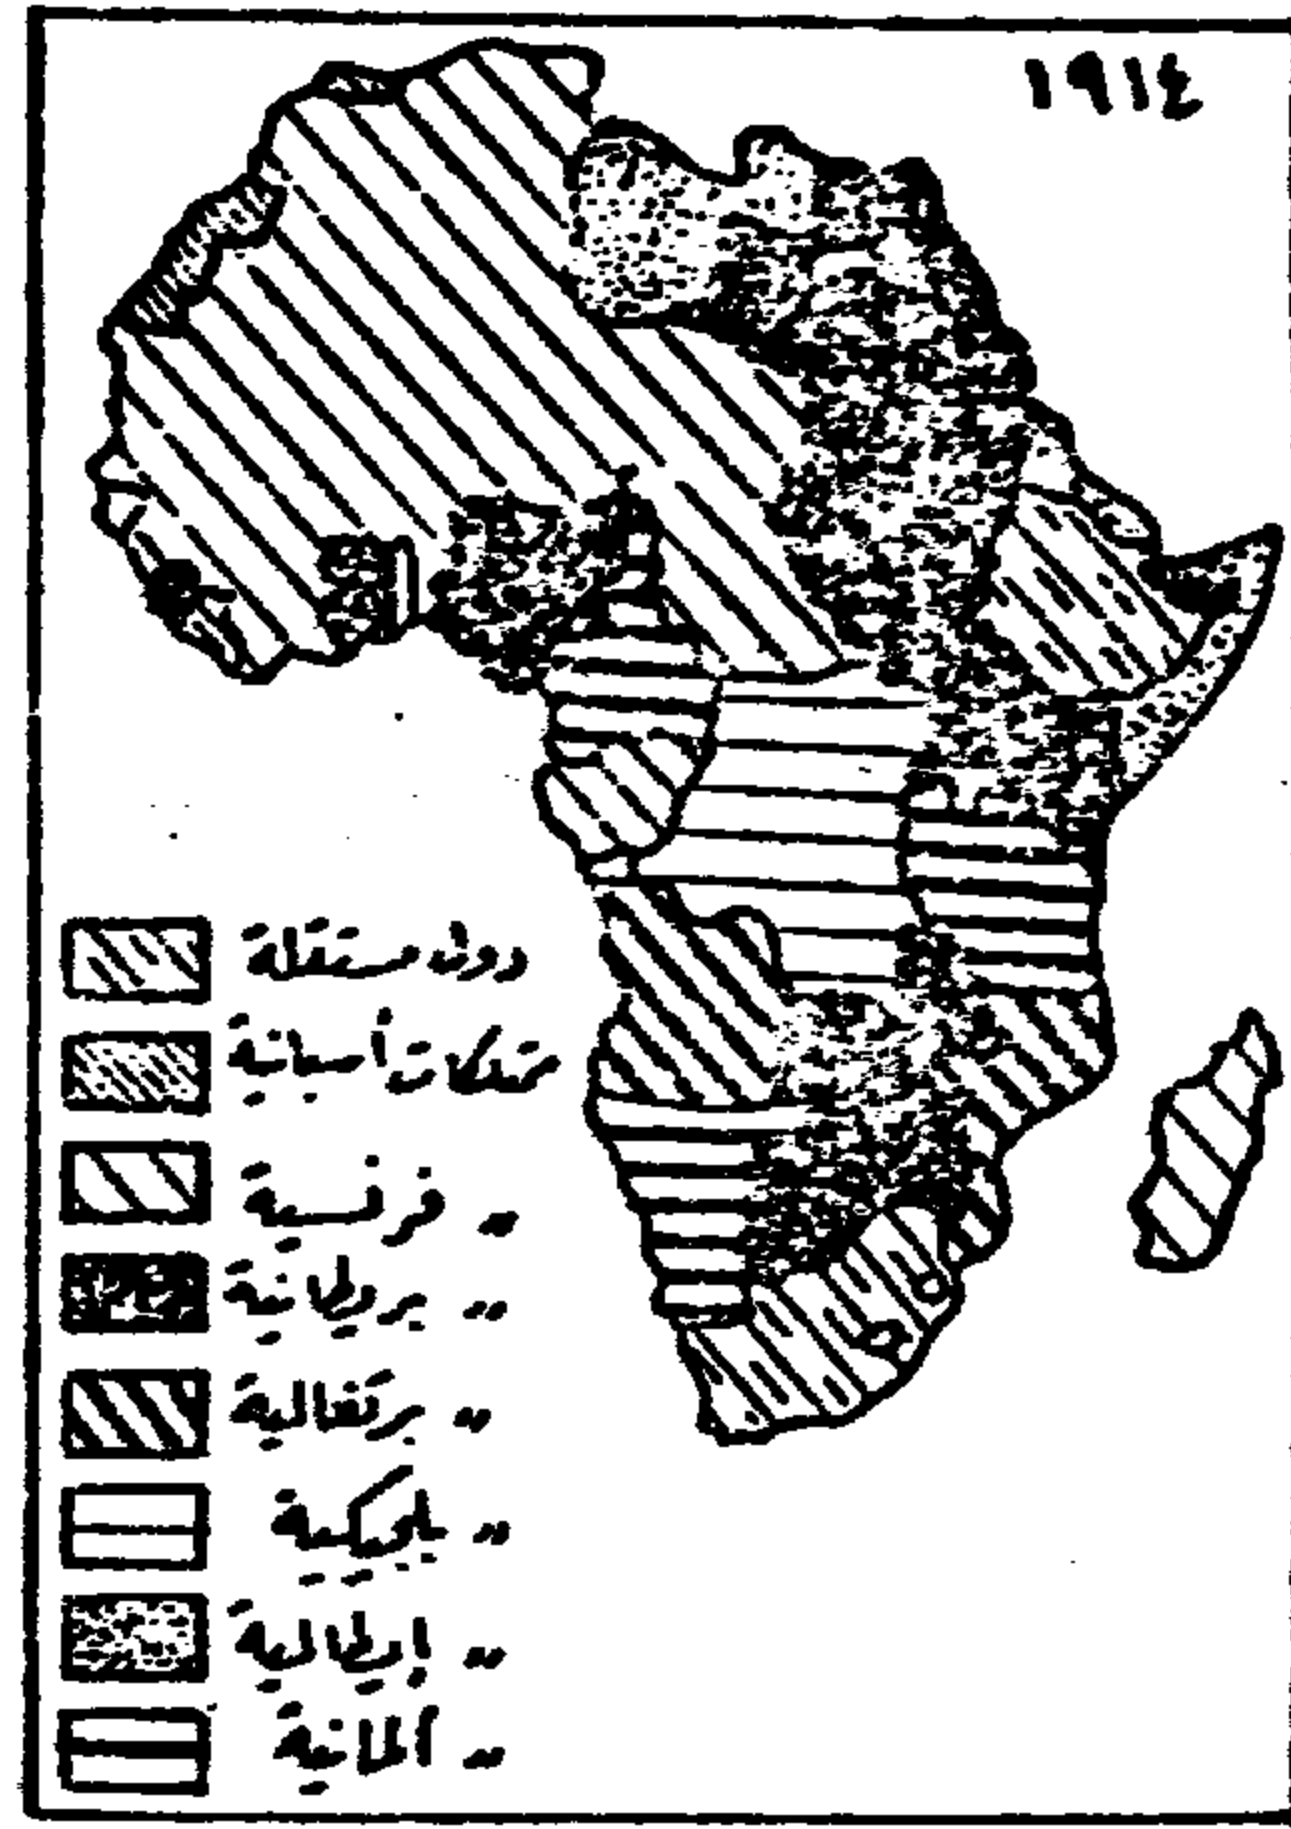 ١٩١٤
دول مستقلة
ممتلكات أسبانية
〃 فرنسية
〃 بريطانية
〃 برتغالية
〃 بلجيكية
〃 إيطالية
〃 ألمانية